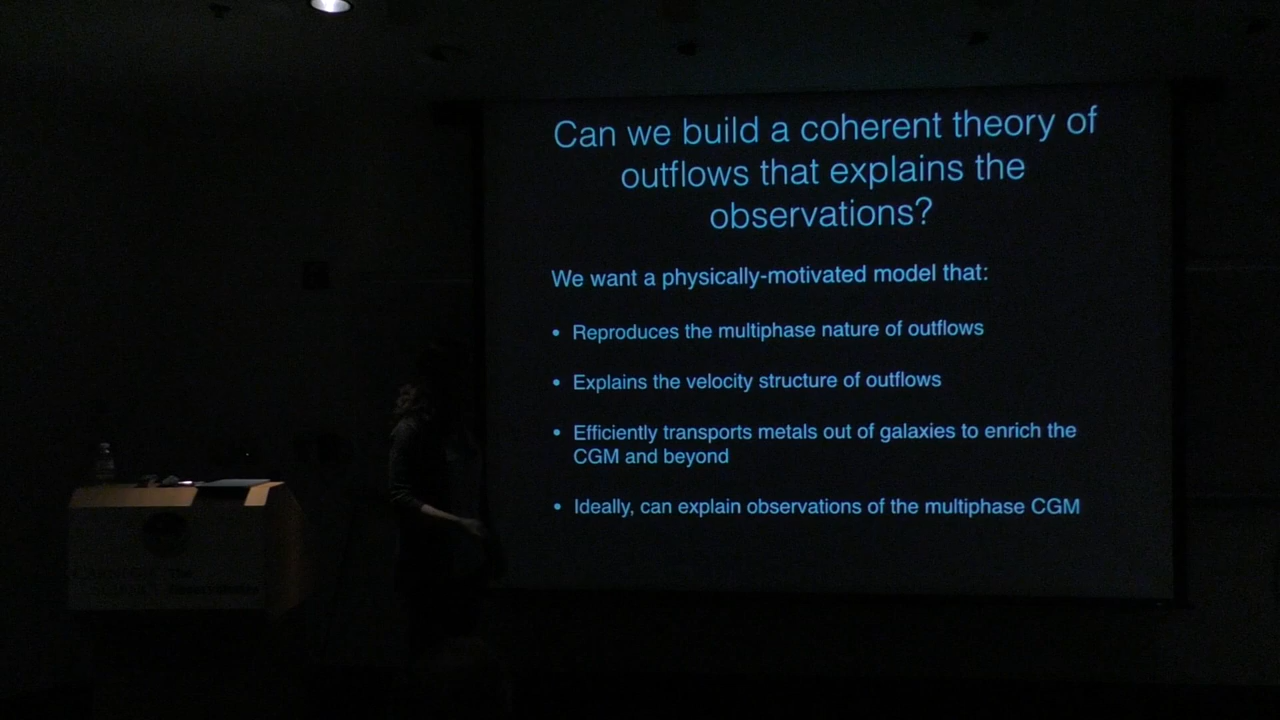 Can we build a coherent theory of
outflows that explains the
observations?
We want a physically-motivated model that:
• Reproduces the multiphase nature of outflows
• Explains the velocity structure of outflows
• Efficiently transports metals out of galaxies to enrich the
CGM and beyond
• Ideally, can explain observations of the multiphase CGM